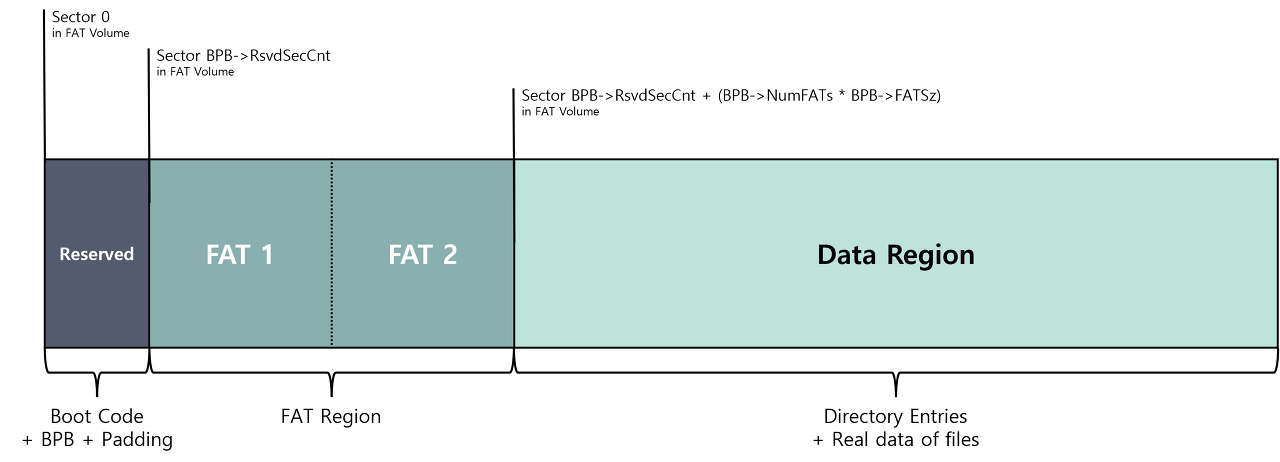 Sector 0
in FAT Volume
Sector BPB->RsvdSecCnt
in FAT Volume
Sector BPB->RsvdSecCnt + (BPB->NumFATs * BPB->FATSz)
in FAT Volume
Reserved
FAT 1
FAT 2
Data Region
Boot Code
+ BPB + Padding
FAT Region
Directory Entries
+ Real data of files